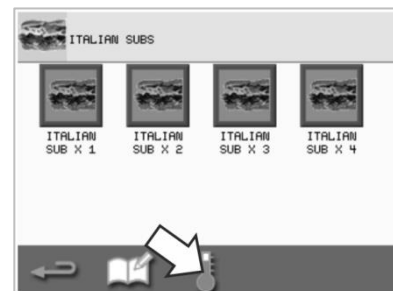 ITALIAN SUBS
ITALIAN
SUB X 1
ITALIAN
SUB X 2
ITALIAN
SUB X 3
ITALIAN
SUB X 4